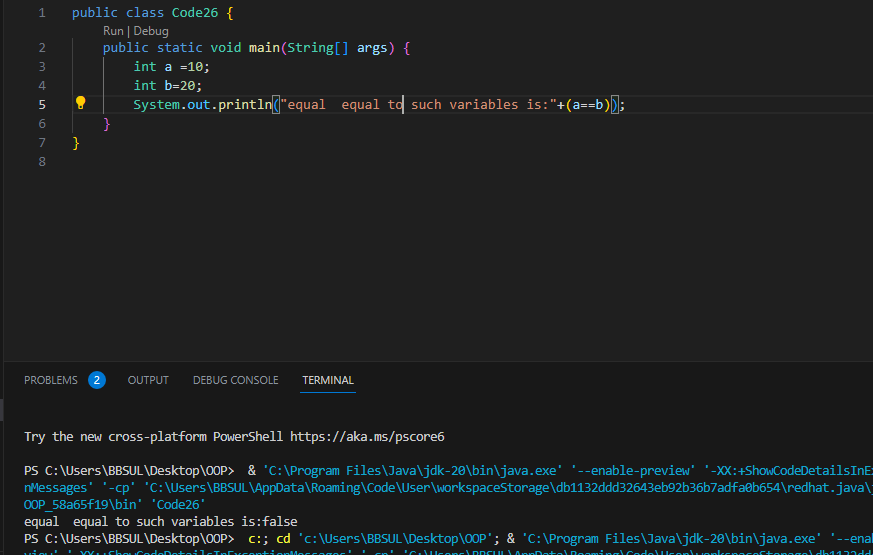 1 public class Code26 {
Run | Debug
2 public static void main(String[] args) {
3 int a =10;
4 int b=20;
5 System.out.println("equal  equal to such variables is:"+(a==b));
6 }
7 }
8
PROBLEMS 2 OUTPUT DEBUG CONSOLE TERMINAL
Try the new cross-platform PowerShell https://aka.ms/pscore6
PS C:\Users\BBSUL\Desktop\OOP>  & 'C:\Program Files\Java\jdk-20\bin\java.exe' '--enable-preview' '-XX:+ShowCodeDetailsInEx
nMessages' '-cp' 'C:\Users\BBSUL\AppData\Roaming\Code\User\workspaceStorage\db1132ddd32643eb92b36b7adfa0b654\redhat.java\j
OOP_58a65f19\bin' 'Code26'
equal  equal to such variables is:false
PS C:\Users\BBSUL\Desktop\OOP>  c:; cd 'c:\Users\BBSUL\Desktop\OOP'; & 'C:\Program Files\Java\jdk-20\bin\java.exe' '--ena